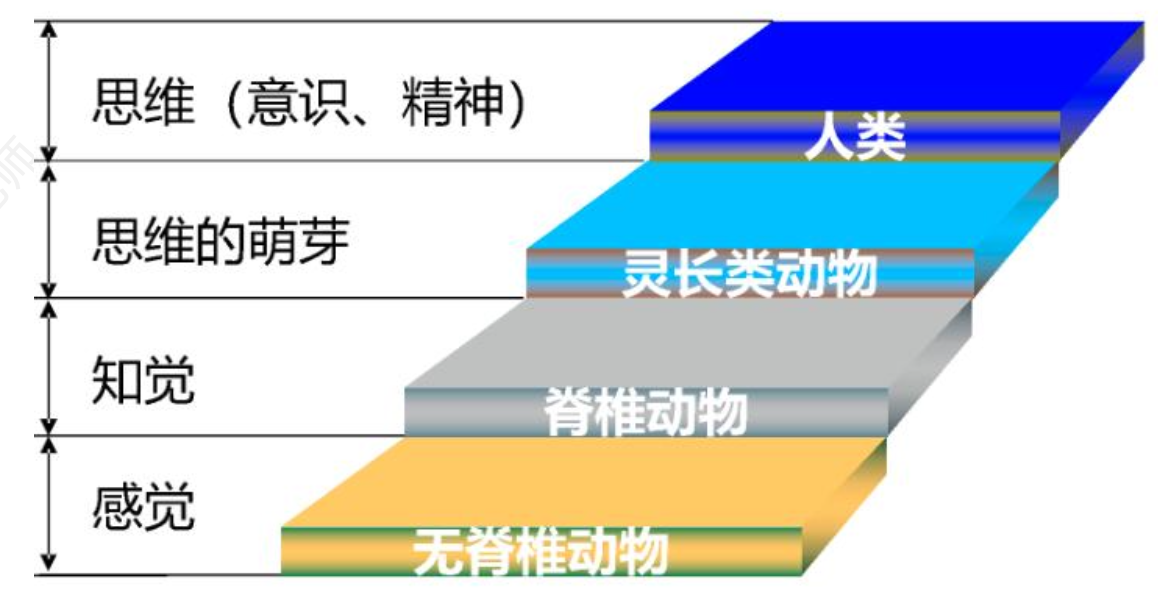 思维（意识、精神）
人类
思维的萌芽
灵长类动物
知觉
脊椎动物
感觉
无脊椎动物